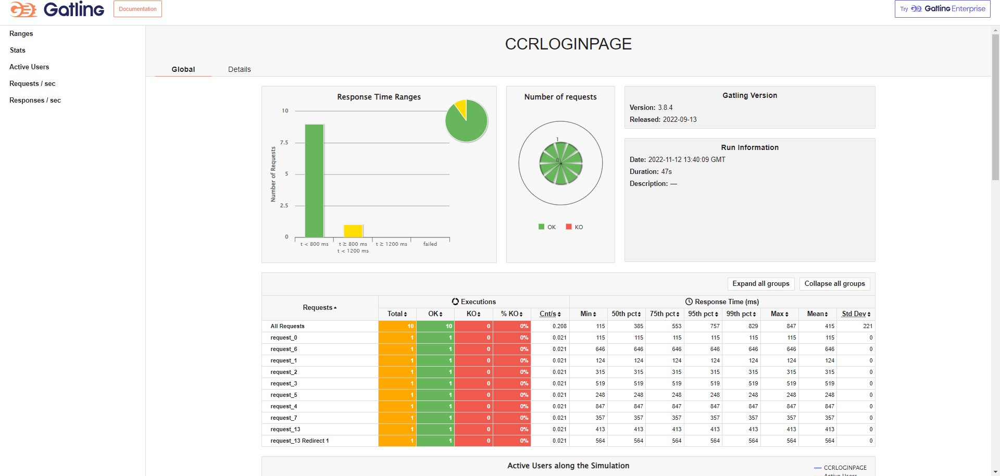 Gatling
Documentation
Try Gatling Enterprise
Ranges
Stats
Active Users
Requests / sec
Responses / sec
CCRLOGINPAGE
Global Details
Response Time Ranges
Number of Requests
10
7.5
5
2.5
0
t < 800 ms
t ≥ 800 ms
t < 1200 ms
t ≥ 1200 ms
failed
Number of requests
1
0
OK KO
Gatling Version
Version: 3.8.4
Released: 2022-09-13
Run Information
Date: 2022-11-12 13:40:09 GMT
Duration: 47s
Description: —
Expand all groups Collapse all groups
Requests Executions Response Time (ms)
Total OK KO % KO Cnt/s Min 50th pct 75th pct 95th pct 99th pct Max Mean Std Dev
All Requests 10 10 0 0% 0.208 115 385 553 757 829 847 415 221
request_0 1 1 0 0% 0.021 115 115 115 115 115 115 115 0
request_6 1 1 0 0% 0.021 646 646 646 646 646 646 646 0
request_1 1 1 0 0% 0.021 124 124 124 124 124 124 124 0
request_2 1 1 0 0% 0.021 315 315 315 315 315 315 315 0
request_3 1 1 0 0% 0.021 519 519 519 519 519 519 519 0
request_5 1 1 0 0% 0.021 248 248 248 248 248 248 248 0
request_4 1 1 0 0% 0.021 847 847 847 847 847 847 847 0
request_7 1 1 0 0% 0.021 357 357 357 357 357 357 357 0
request_13 1 1 0 0% 0.021 413 413 413 413 413 413 413 0
request_13 Redirect 1 1 1 0 0% 0.021 564 564 564 564 564 564 564 0
Active Users along the Simulation
CCRLOGINPAGE
Active Users